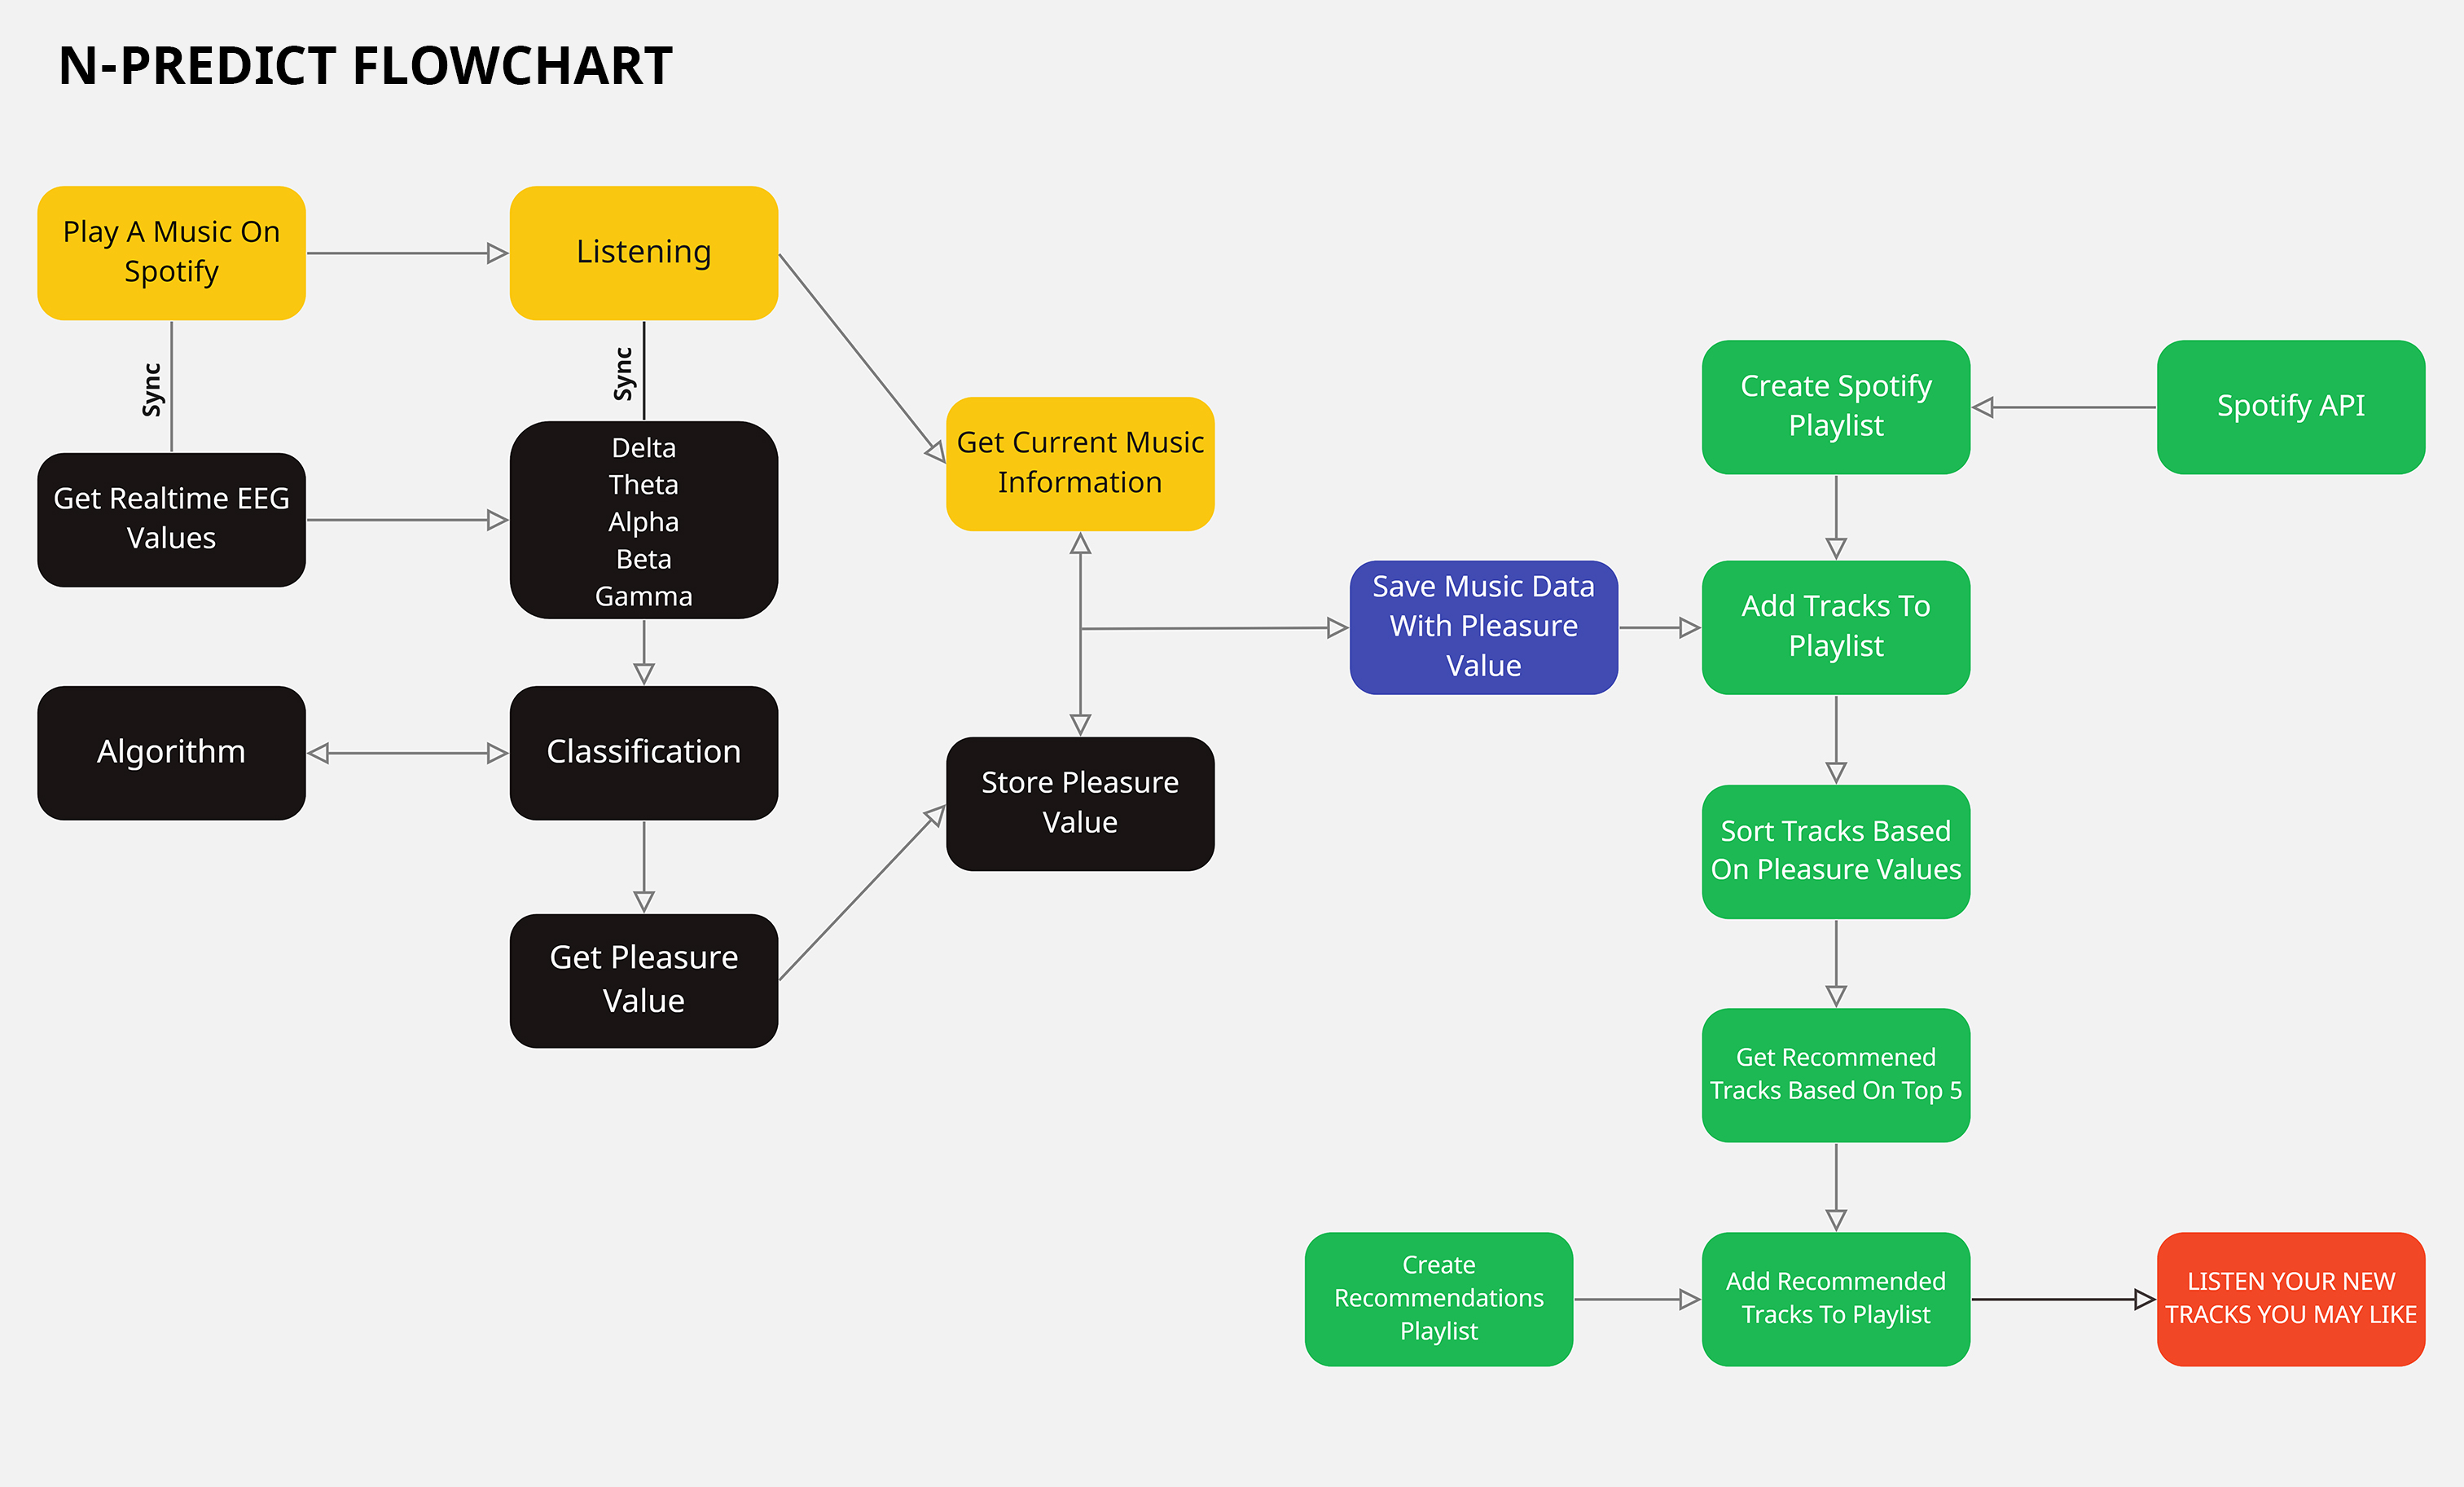 N-PREDICT FLOWCHART
Play A Music On
Spotify
Listening
Sync
Sync
Get Realtime EEG
Values
Delta
Theta
Alpha
Beta
Gamma
Algorithm
Classification
Get Pleasure
Value
Get Current Music
Information
Store Pleasure
Value
Save Music Data
With Pleasure
Value
Create Spotify
Playlist
Spotify API
Add Tracks To
Playlist
Sort Tracks Based
On Pleasure Values
Get Recommened
Tracks Based On Top 5
Create
Recommendations
Playlist
Add Recommended
Tracks To Playlist
LISTEN YOUR NEW
TRACKS YOU MAY LIKE